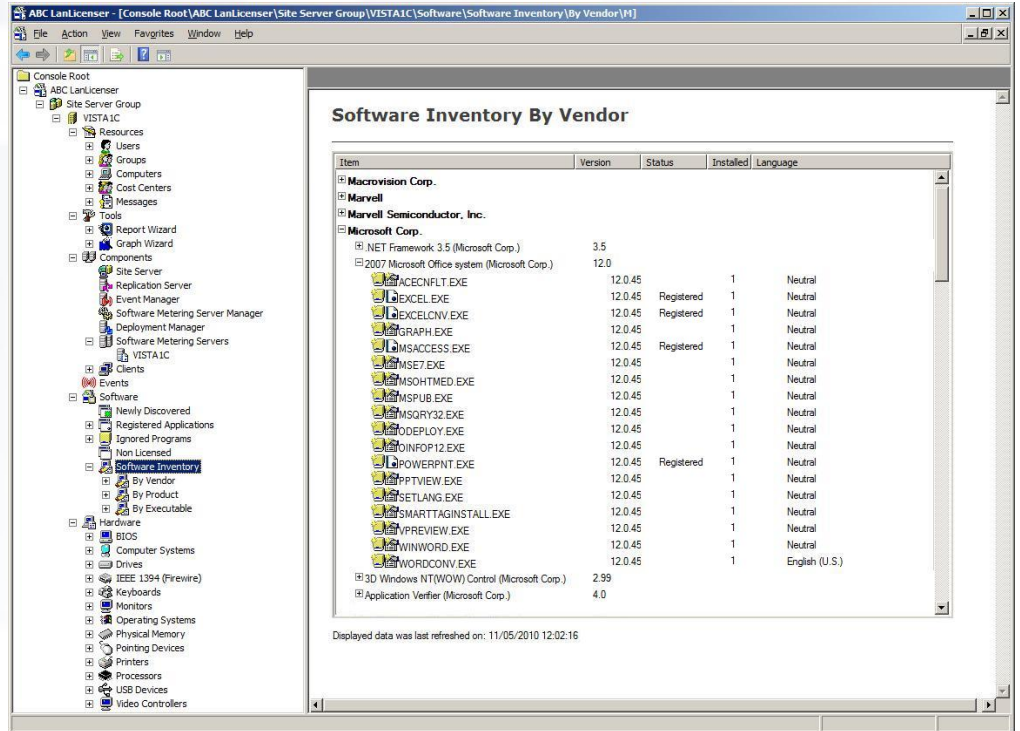 ABC LanLicenser - [Console Root\ABC LanLicenser\Site Server Group\VISTA1C\Software\Software Inventory\By Vendor\M]
File Action View Favorites Window Help
Console Root
ABC LanLicenser
Site Server Group
VISTA1C
Resources
Users
Groups
Computers
Cost Centers
Messages
Tools
Report Wizard
Graph Wizard
Components
Site Server
Replication Server
Event Manager
Software Metering Server Manager
Deployment Manager
Software Metering Servers
VISTA1C
Clients
Events
Software
Newly Discovered
Registered Applications
Ignored Programs
Non Licensed
Software Inventory
By Vendor
By Product
By Executable
Hardware
BIOS
Computer Systems
Drives
IEEE 1394 (Firewire)
Keyboards
Monitors
Operating Systems
Physical Memory
Pointing Devices
Printers
Processors
USB Devices
Video Controllers
Software Inventory By Vendor
Item Version Status Installed Language
Macrovision Corp.
Marvell
Marvell Semiconductor, Inc.
Microsoft Corp.
.NET Framework 3.5 (Microsoft Corp.) 3.5
2007 Microsoft Office system (Microsoft Corp.) 12.0
ACECNFLT.EXE 12.0.45 1 Neutral
EXCEL.EXE 12.0.45 Registered 1 Neutral
EXCELCNV.EXE 12.0.45 Registered 1 Neutral
GRAPH.EXE 12.0.45 1 Neutral
MSACCESS.EXE 12.0.45 Registered 1 Neutral
MSE7.EXE 12.0.45 1 Neutral
MSOHTMED.EXE 12.0.45 1 Neutral
MSPUB.EXE 12.0.45 1 Neutral
MSQRY32.EXE 12.0.45 1 Neutral
ODEPLOY.EXE 12.0.45 1 Neutral
OINFOP12.EXE 12.0.45 1 Neutral
POWERPNT.EXE 12.0.45 Registered 1 Neutral
PPTVIEW.EXE 12.0.45 1 Neutral
SETLANG.EXE 12.0.45 1 Neutral
SMARTTAGINSTALL.EXE 12.0.45 1 Neutral
VPREVIEW.EXE 12.0.45 1 Neutral
WINWORD.EXE 12.0.45 1 Neutral
WORDCONV.EXE 12.0.45 1 English (U.S.)
3D Windows NT(WOW) Control (Microsoft Corp.) 2.99
Application Verifier (Microsoft Corp.) 4.0
Displayed data was last refreshed on: 11/05/2010 12:02:16